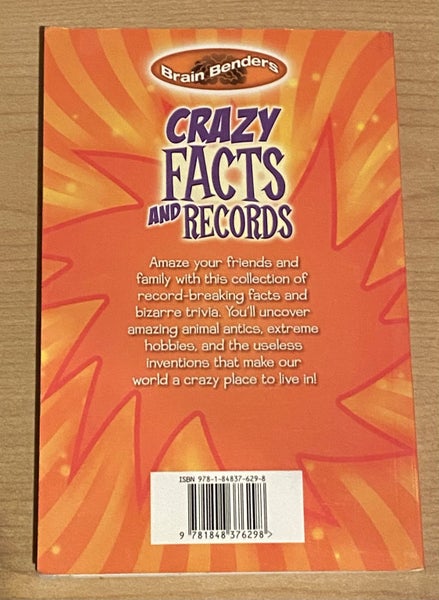 Brain Benders
CRAZY
FACTS
AND RECORDS
Amaze your friends and
family with this collection of
record-breaking facts and
bizarre trivia. You'll uncover
amazing animal antics, extreme
hobbies, and the useless
inventions that make our
world a crazy place to live in!
ISBN 978-1-84837-629-8
9 781848 376298>